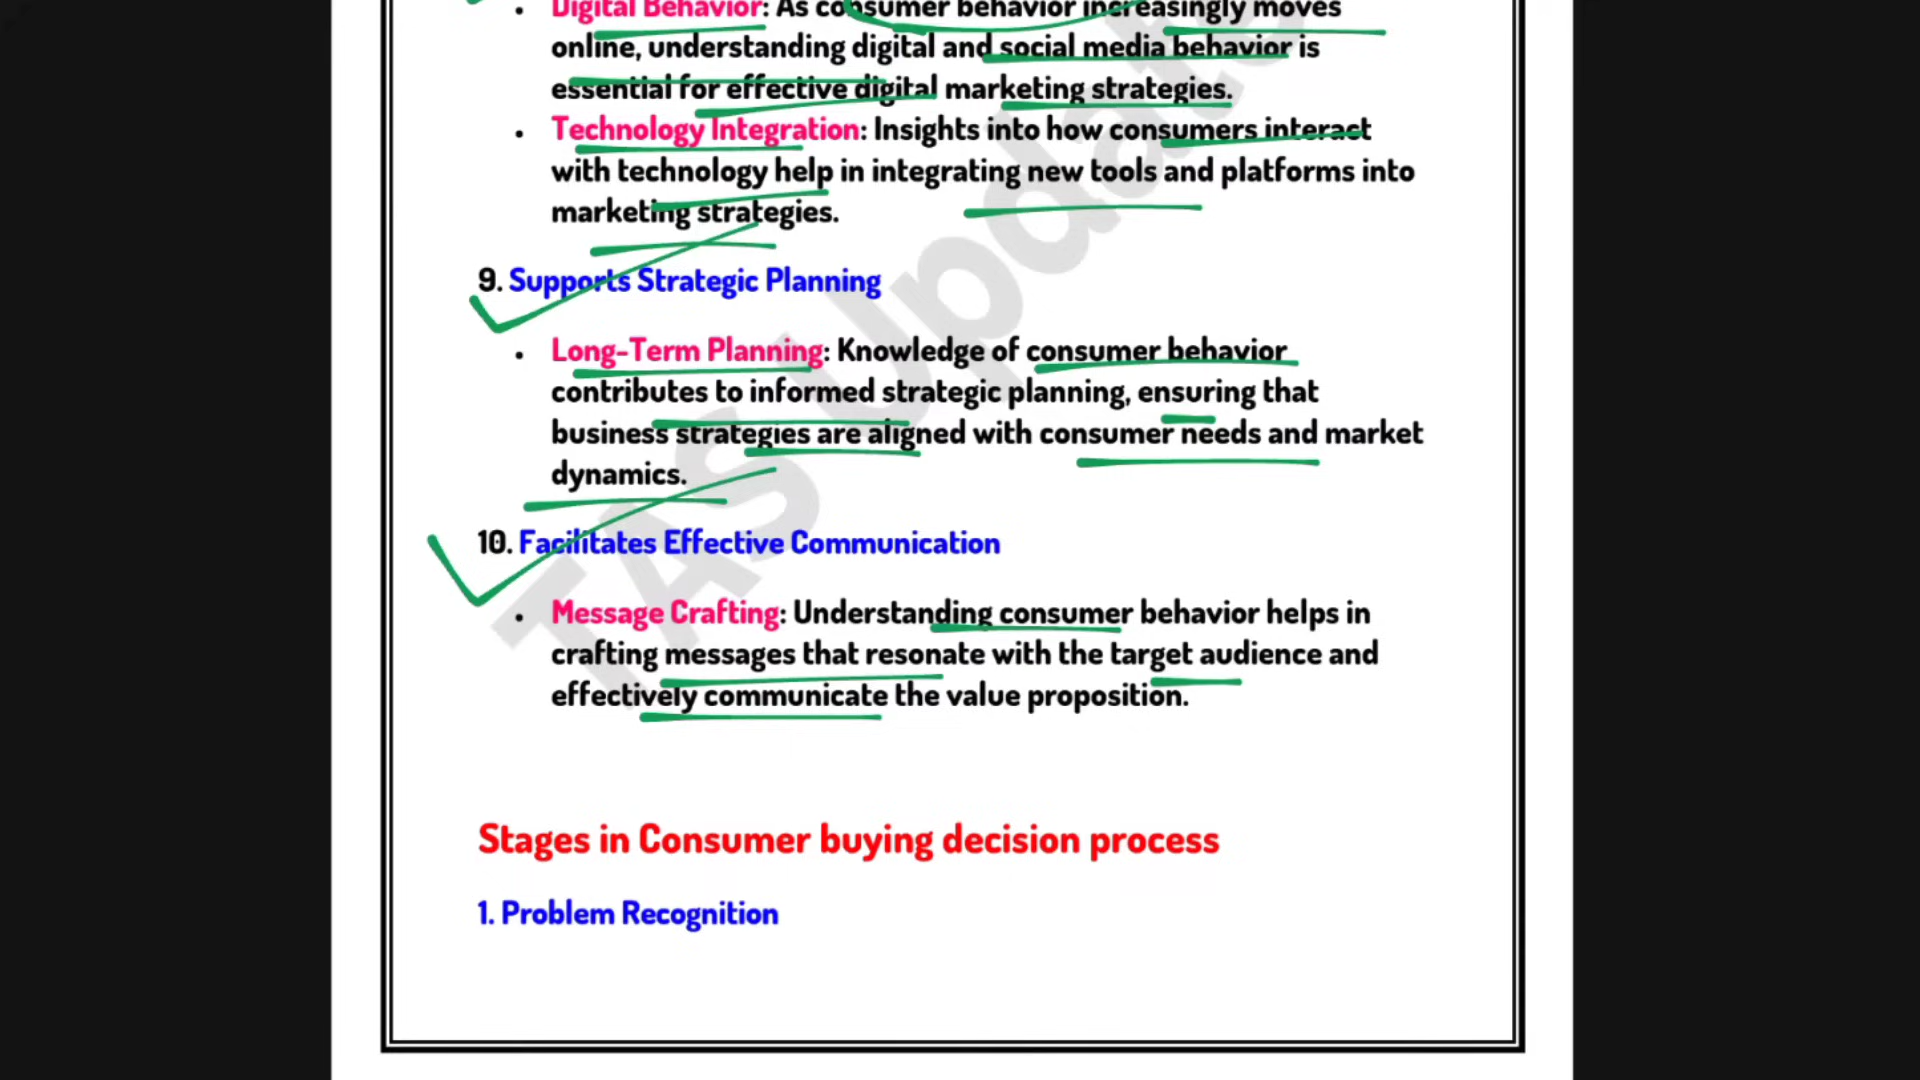 • Digital Behavior: As consumer behavior increasingly moves
online, understanding digital and social media behavior is
essential for effective digital marketing strategies.
• Technology Integration: Insights into how consumers interact
with technology help in integrating new tools and platforms into
marketing strategies.
9. Supports Strategic Planning
• Long-Term Planning: Knowledge of consumer behavior
contributes to informed strategic planning, ensuring that
business strategies are aligned with consumer needs and market
dynamics.
10. Facilitates Effective Communication
• Message Crafting: Understanding consumer behavior helps in
crafting messages that resonate with the target audience and
effectively communicate the value proposition.
Stages in Consumer buying decision process
1. Problem Recognition
TAS Update